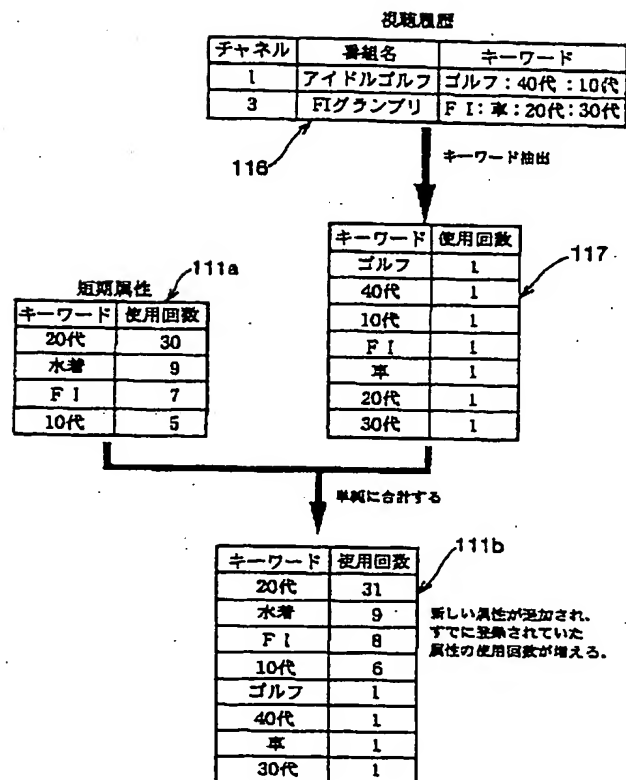 視聴履歴
チャネル 番組名 キーワード
1 アイドルゴルフ ゴルフ:40代:10代
3 FIグランプリ FI:車:20代:30代
116
キーワード抽出
キーワード 使用回数
ゴルフ 1
40代 1
10代 1
FI 1
車 1
20代 1
30代 1
117
短期属性
111a
キーワード 使用回数
20代 30
水着 9
FI 7
10代 5
単純に合計する
キーワード 使用回数
20代 31
水着 9
FI 8
10代 6
ゴルフ 1
40代 1
車 1
30代 1
111b
新しい属性が追加され、
すでに登録されていた
属性の使用回数が増える。